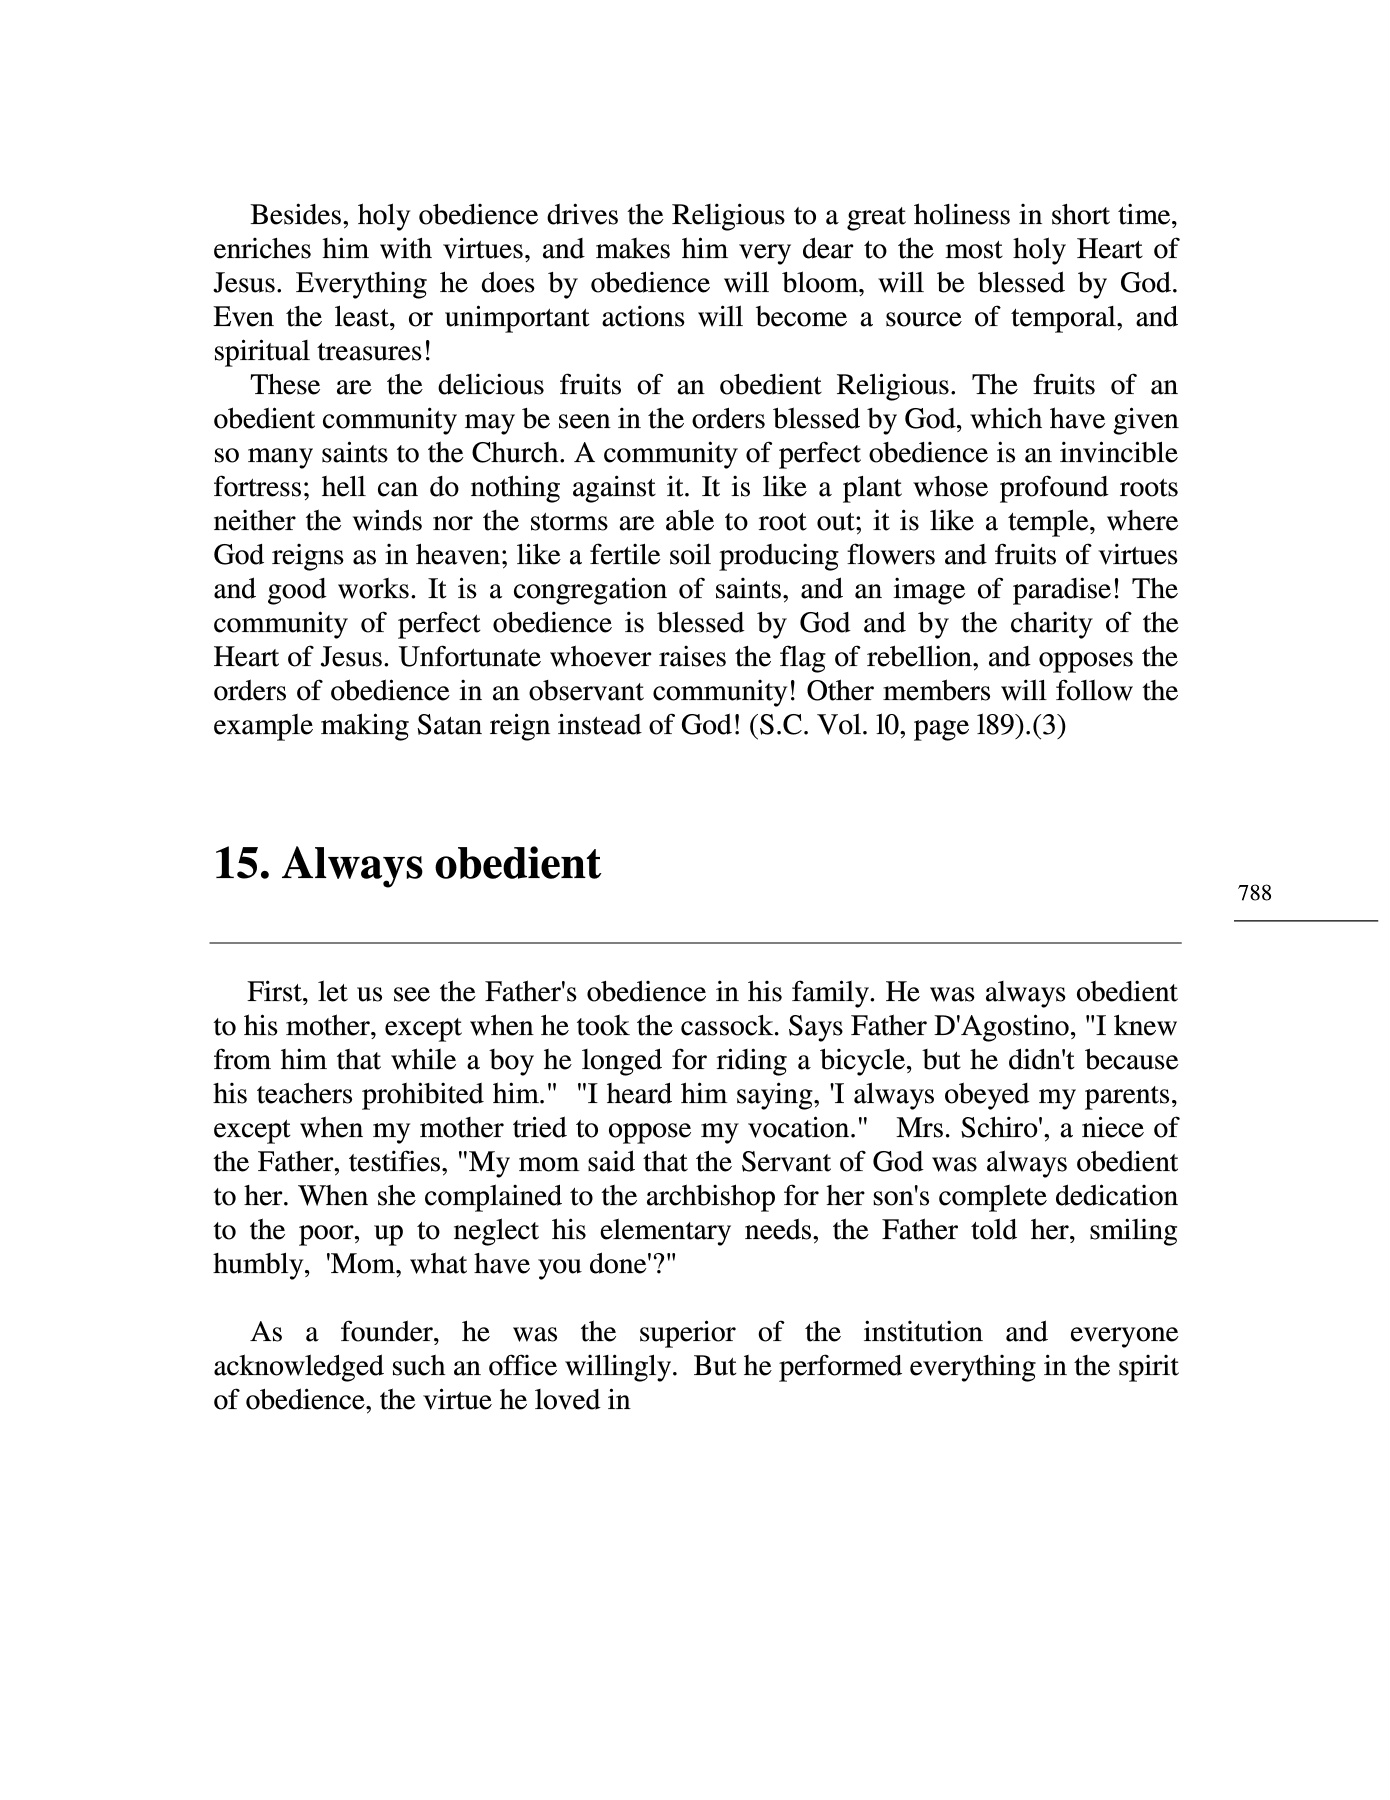 Besides, holy obedience drives the Religious to a great holiness in short time,
enriches him with virtues, and makes him very dear to the most holy Heart of
Jesus. Everything he does by obedience will bloom, will be blessed by God.
Even the least, or unimportant actions will become a source of temporal, and
spiritual treasures!
These are the delicious fruits of an obedient Religious. The fruits of an
obedient community may be seen in the orders blessed by God, which have given
so many saints to the Church. A community of perfect obedience is an invincible
fortress; hell can do nothing against it. It is like a plant whose profound roots
neither the winds nor the storms are able to root out; it is like a temple, where
God reigns as in heaven; like a fertile soil producing flowers and fruits of virtues
and good works. It is a congregation of saints, and an image of paradise! The
community of perfect obedience is blessed by God and by the charity of the
Heart of Jesus. Unfortunate whoever raises the flag of rebellion, and opposes the
orders of obedience in an observant community! Other members will follow the
example making Satan reign instead of God! (S.C. Vol. l0, page l89).(3)
15. Always obedient
788
First, let us see the Father's obedience in his family. He was always obedient
to his mother, except when he took the cassock. Says Father D'Agostino, "I knew
from him that while a boy he longed for riding a bicycle, but he didn't because
his teachers prohibited him."  "I heard him saying, 'I always obeyed my parents,
except when my mother tried to oppose my vocation."   Mrs. Schiro', a niece of
the Father, testifies, "My mom said that the Servant of God was always obedient
to her. When she complained to the archbishop for her son's complete dedication
to the poor, up to neglect his elementary needs, the Father told her, smiling
humbly,  'Mom, what have you done'?"
As a founder, he was the superior of the institution and everyone
acknowledged such an office willingly.  But he performed everything in the spirit
of obedience, the virtue he loved in